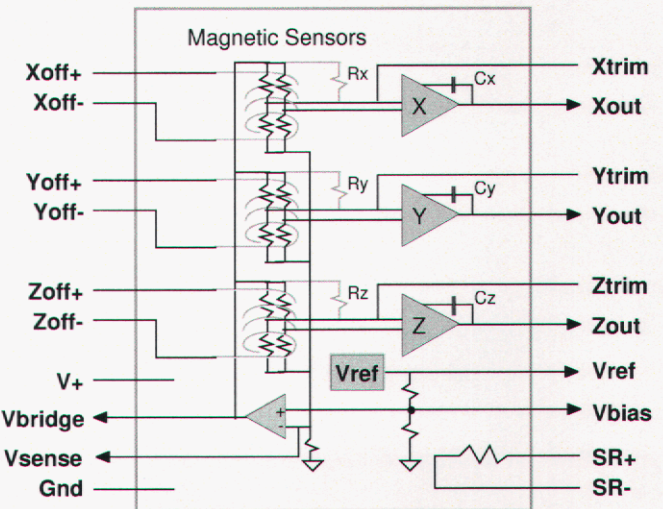 Magnetic Sensors
Xoff+
Rx
Cx
Xtrim
Xoff-
X
Xout
Yoff+
Ry
Cy
Ytrim
Yoff-
Y
Yout
Zoff+
Rz
Cz
Ztrim
Zoff-
Z
Zout
V+
Vref
Vref
Vbridge
+
-
Vbias
Vsense
SR+
Gnd
SR-